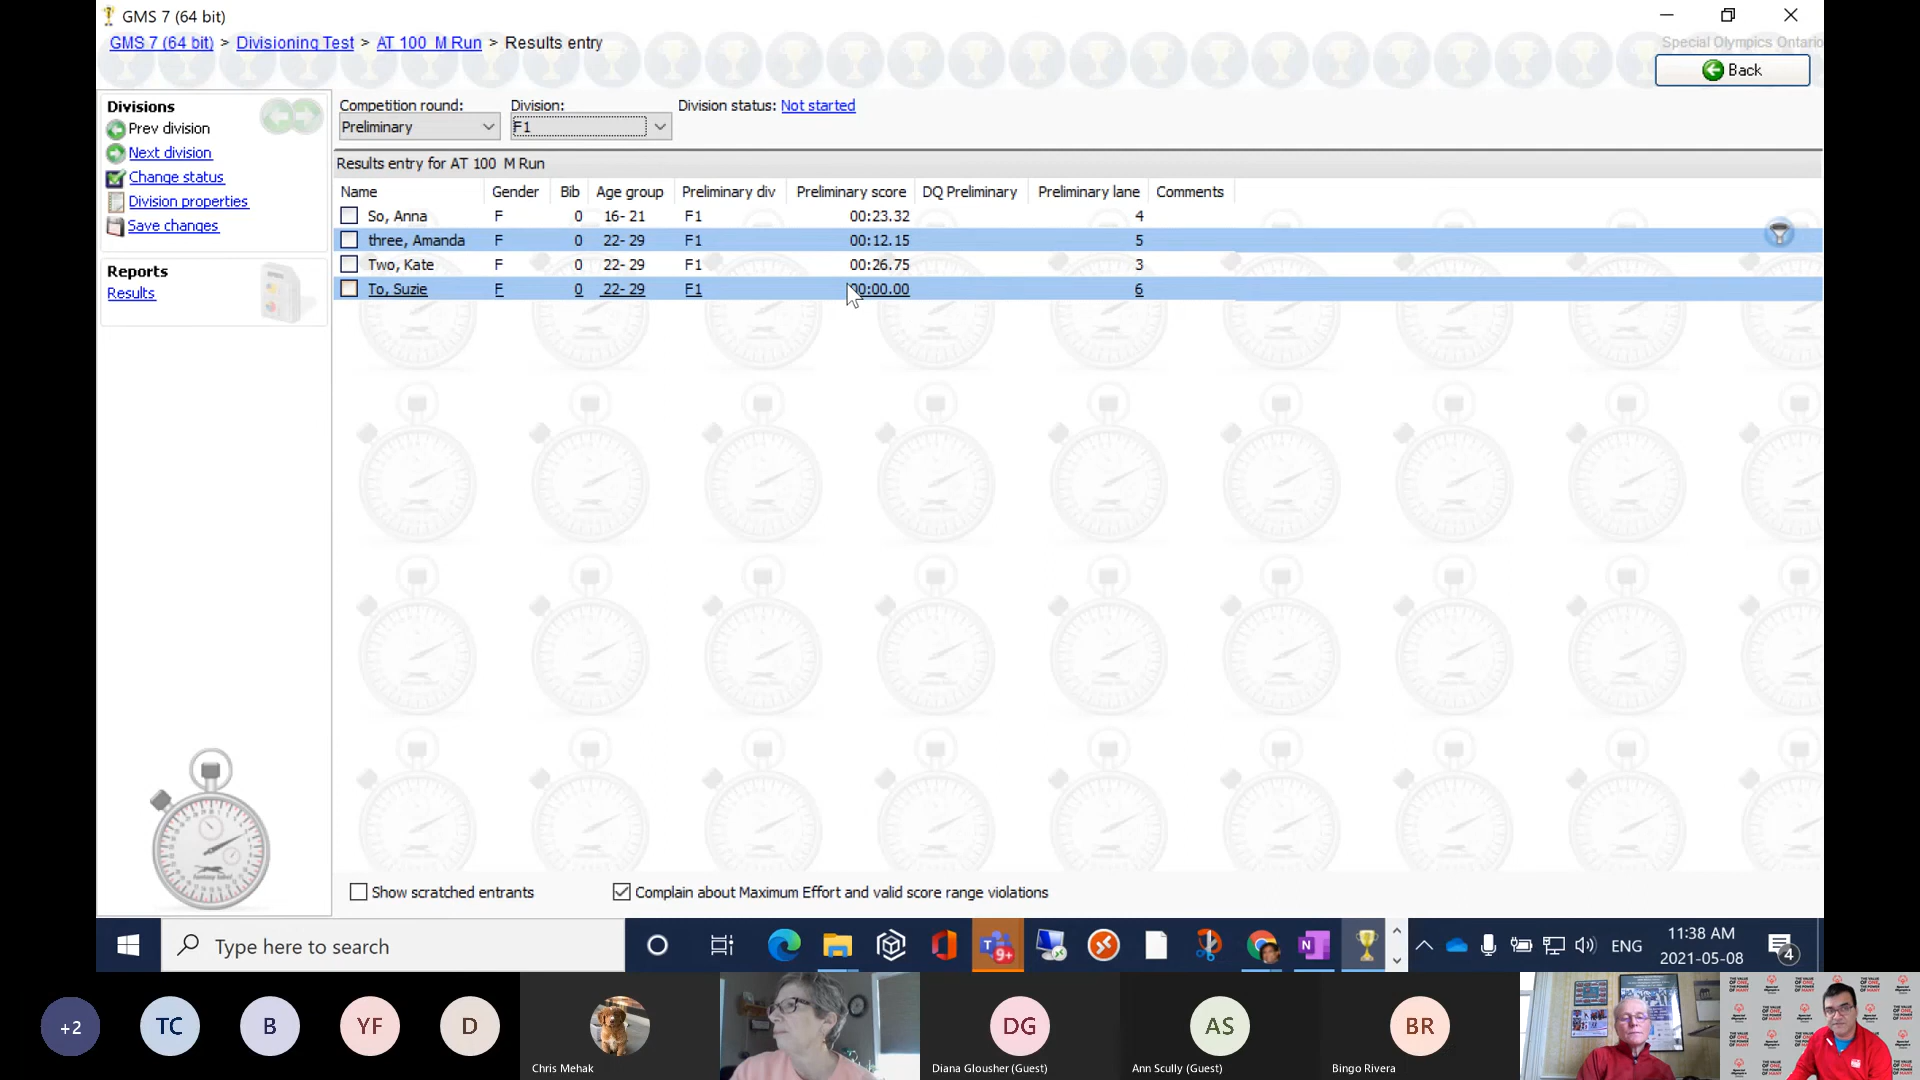 GMS 7 (64 bit)
GMS 7 (64 bit) > Divisioning Test > AT 100 M Run > Results entry
Special Olympics Ontario
Back
Divisions
Prev division
Next division
Change status
Division properties
Save changes
Reports
Results
Competition round: Division: Division status: Not started
Preliminary F1
Results entry for AT 100 M Run
Name Gender Bib Age group Preliminary div Preliminary score DQ Preliminary Preliminary lane Comments
So, Anna F 0 16- 21 F1 00:23.32 4
three, Amanda F 0 22- 29 F1 00:12.15 5
Two, Kate F 0 22- 29 F1 00:26.75 3
To, Suzie F 0 22- 29 F1 00:00.00 6
Show scratched entrants Complain about Maximum Effort and valid score range violations
Type here to search
9+
N
ENG
11:38 AM
2021-05-08
4
+2 TC B YF D DG AS BR
Chris Mehak Diana Glousher (Guest) Ann Scully (Guest) Bingo Rivera